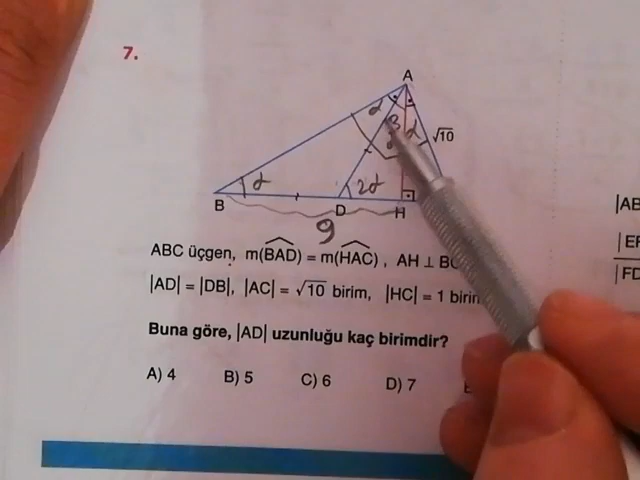 7.
A
α
β
α
√10
|AB
α
2α
B
D
H
9
|EF
|FD
ABC üçgen, m(BAD) = m(HAC), AH ⊥ BC
|AD| = |DB|, |AC| = √10 birim, |HC| = 1 birim
Buna göre, |AD| uzunluğu kaç birimdir?
A) 4 B) 5 C) 6 D) 7